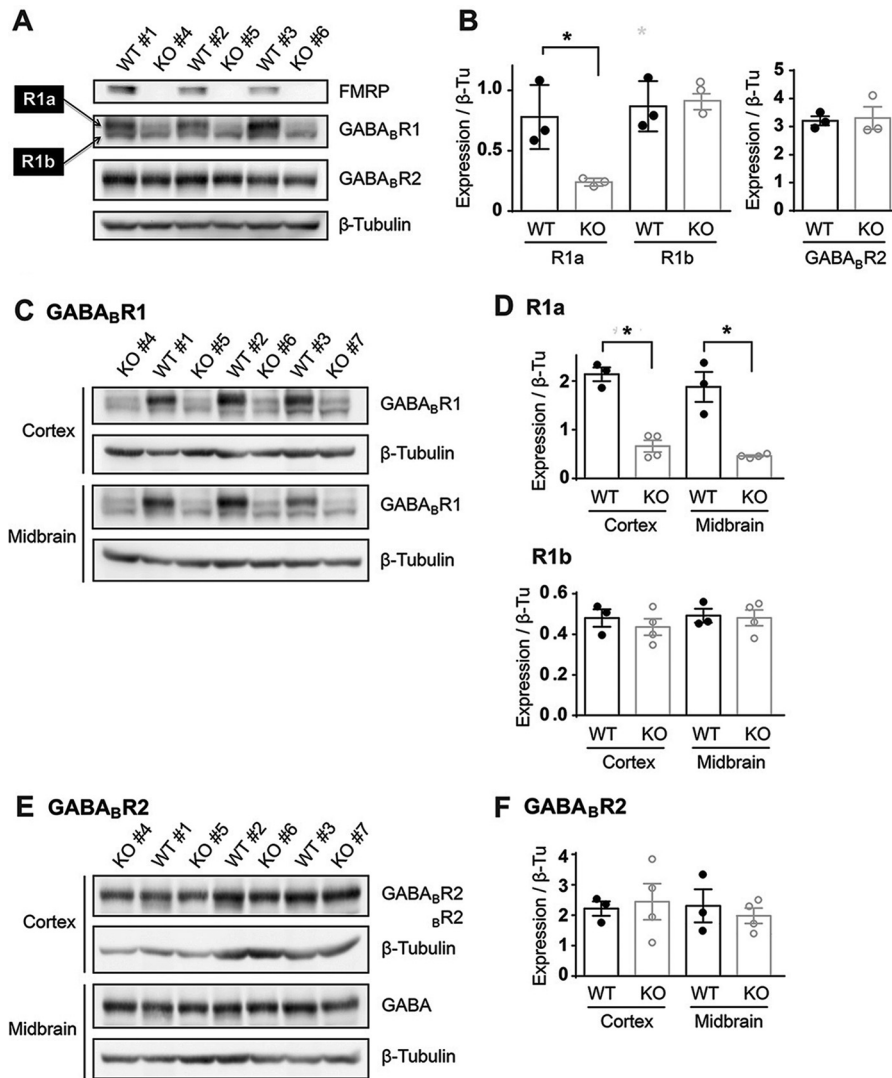 A
WT #1 KO #4 WT #2 KO #5 WT #3 KO #6
FMRP
R1a
GABABR1
R1b
GABABR2
β-Tubulin
B
*
*
Expression / β-Tu
1.0
0.5
0
WT KO WT KO
R1a R1b
Expression / β-Tu
5
4
3
2
1
0
WT KO
GABABR2
C GABABR1
KO #4 WT #1 KO #5 WT #2 KO #6 WT #3 KO #7
Cortex
GABABR1
β-Tubulin
Midbrain
GABABR1
β-Tubulin
D R1a
* *
Expression / β-Tu
2
1
0
WT KO WT KO
Cortex Midbrain
R1b
Expression / β-Tu
0.6
0.4
0.2
0.0
WT KO WT KO
Cortex Midbrain
E GABABR2
KO #4 WT #1 KO #5 WT #2 KO #6 WT #3 KO #7
Cortex
GABABR2
BR2
β-Tubulin
Midbrain
GABA
β-Tubulin
F GABABR2
Expression / β-Tu
4
3
2
1
0
WT KO WT KO
Cortex Midbrain